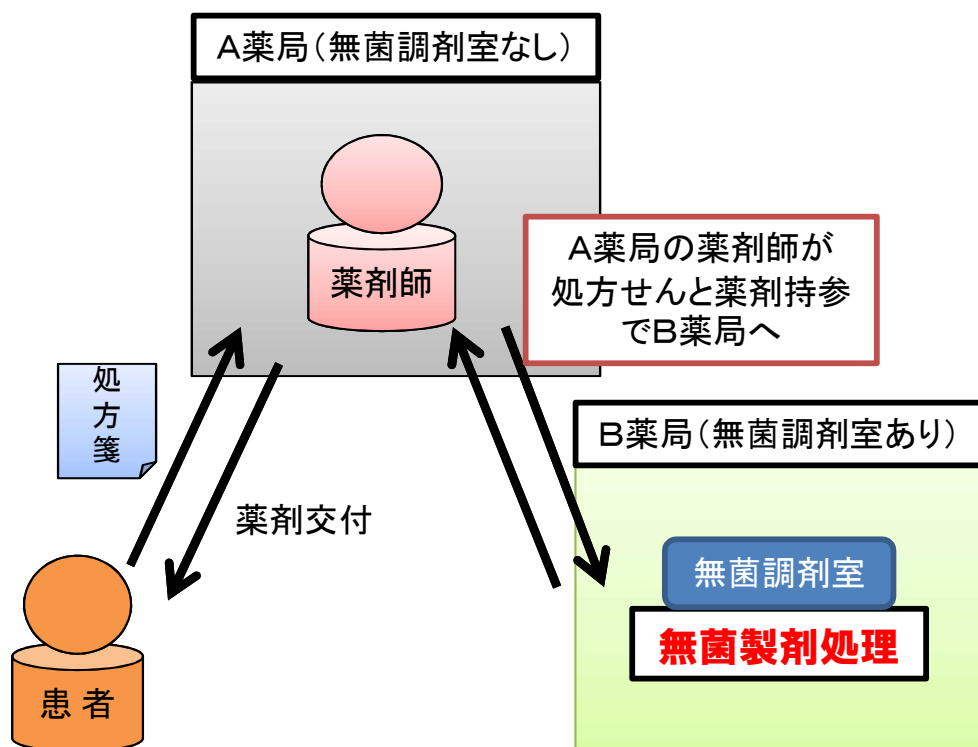 A薬局(無菌調剤室なし)
薬剤師
A薬局の薬剤師が
処方せんと薬剤持参
でB薬局へ
処
方
箋
B薬局(無菌調剤室あり)
薬剤交付
無菌調剤室
無菌製剤処理
患者